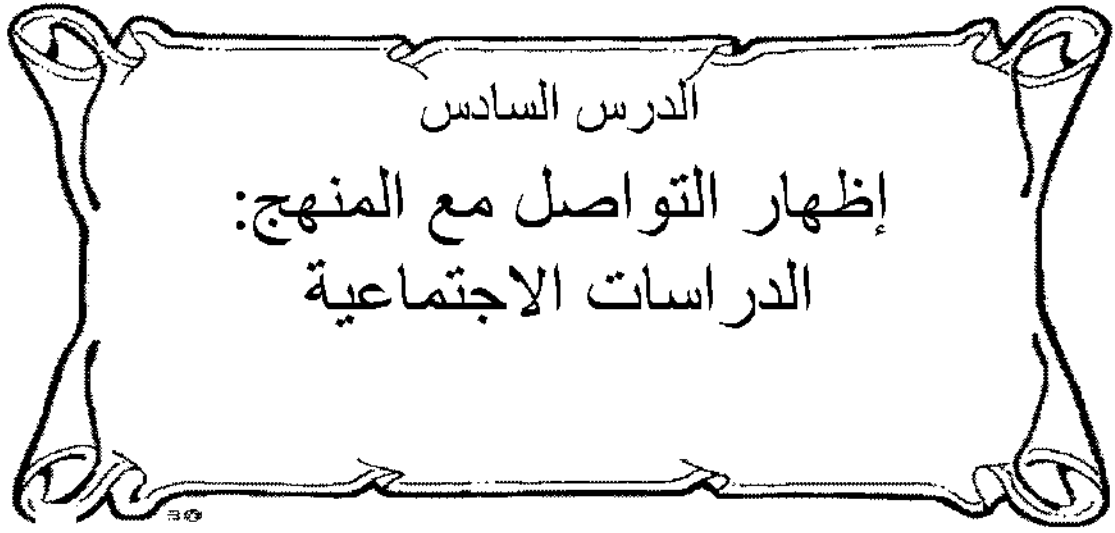 الدرس السادس
إظهار التواصل مع المنهج:
الدراسات الاجتماعية